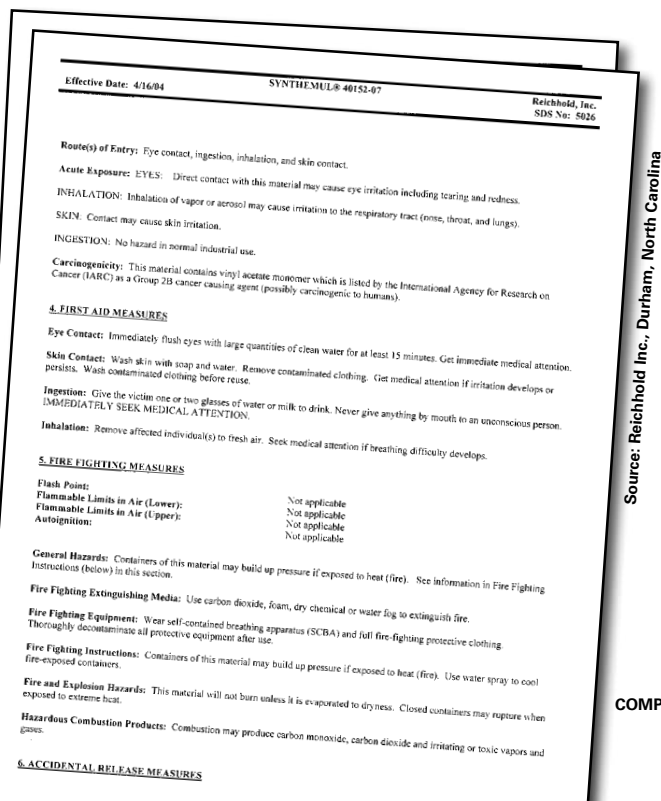 Effective Date: 4/16/04
SYNTHEMUL® 40152-07
Reichhold, Inc.
SDS No: 5026
Route(s) of Entry: Eye contact, ingestion, inhalation, and skin contact.
Acute Exposure: EYES: Direct contact with this material may cause eye irritation including tearing and redness.
INHALATION: Inhalation of vapor or aerosol may cause irritation to the respiratory tract (nose, throat, and lungs).
SKIN: Contact may cause skin irritation.
INGESTION: No hazard in normal industrial use.
Carcinogenicity: This material contains vinyl acetate monomer which is listed by the International Agency for Research on
Cancer (IARC) as a Group 2B cancer causing agent (possibly carcinogenic to humans).
4. FIRST AID MEASURES
Eye Contact: Immediately flush eyes with large quantities of clean water for at least 15 minutes. Get immediate medical attention.
Skin Contact: Wash skin with soap and water. Remove contaminated clothing. Get medical attention if irritation develops or
persists. Wash contaminated clothing before reuse.
Ingestion: Give the victim one or two glasses of water or milk to drink. Never give anything by mouth to an unconscious person.
IMMEDIATELY SEEK MEDICAL ATTENTION.
Inhalation: Remove affected individual(s) to fresh air. Seek medical attention if breathing difficulty develops.
5. FIRE FIGHTING MEASURES
Flash Point: Not applicable
Flammable Limits in Air (Lower): Not applicable
Flammable Limits in Air (Upper): Not applicable
Autoignition: Not applicable
General Hazards: Containers of this material may build up pressure if exposed to heat (fire). See information in Fire Fighting
Instructions (below) in this section.
Fire Fighting Extinguishing Media: Use carbon dioxide, foam, dry chemical or water fog to extinguish fire.
Fire Fighting Equipment: Wear self-contained breathing apparatus (SCBA) and full fire-fighting protective clothing.
Thoroughly decontaminate all protective equipment after use.
Fire Fighting Instructions: Containers of this material may build up pressure if exposed to heat (fire). Use water spray to cool
fire-exposed containers.
Fire and Explosion Hazards: This material will not burn unless it is evaporated to dryness. Closed containers may rupture when
exposed to extreme heat.
Hazardous Combustion Products: Combustion may produce carbon monoxide, carbon dioxide and irritating or toxic vapors and
gases.
6. ACCIDENTAL RELEASE MEASURES
Source: Reichhold Inc., Durham, North Carolina
COMP